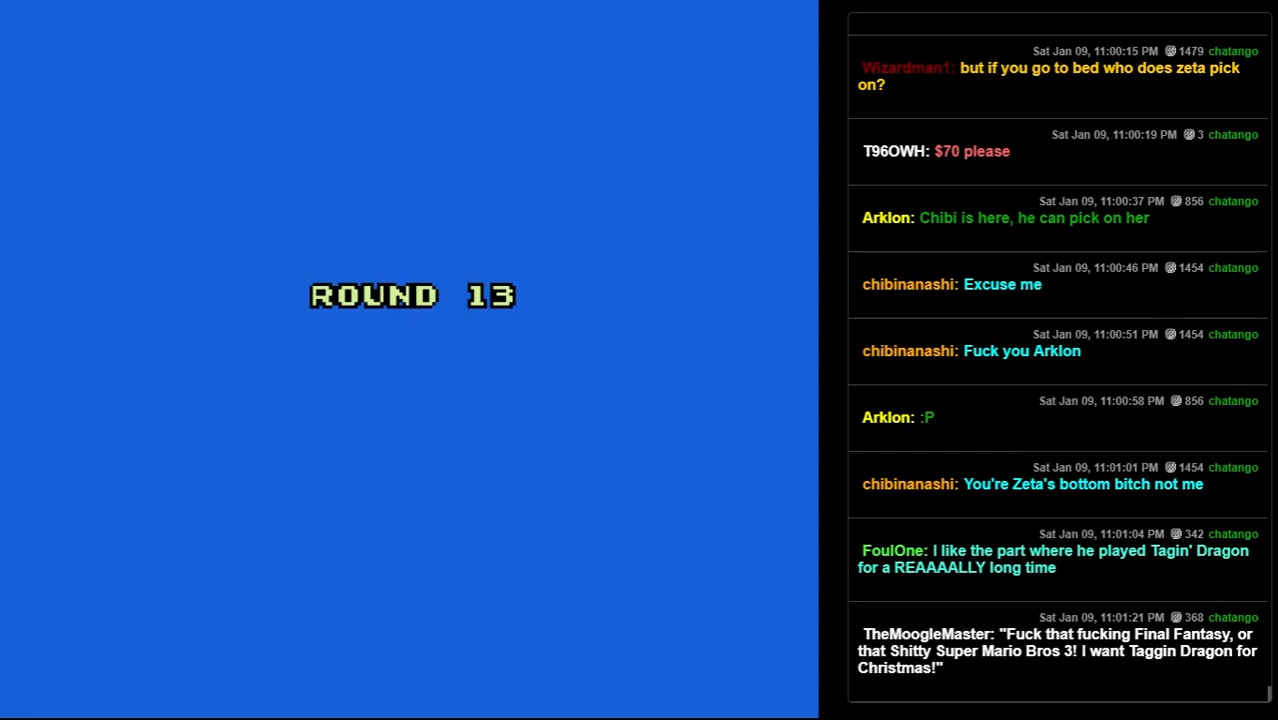 ROUND 13
Sat Jan 09, 11:00:15 PM 1479 chatango
Wizardman1: but if you go to bed who does zeta pick
on?
Sat Jan 09, 11:00:19 PM 3 chatango
T96OWH: $70 please
Sat Jan 09, 11:00:37 PM 856 chatango
Arklon: Chibi is here, he can pick on her
Sat Jan 09, 11:00:46 PM 1454 chatango
chibinanashi: Excuse me
Sat Jan 09, 11:00:51 PM 1454 chatango
chibinanashi: Fuck you Arklon
Sat Jan 09, 11:00:58 PM 856 chatango
Arklon: :P
Sat Jan 09, 11:01:01 PM 1454 chatango
chibinanashi: You're Zeta's bottom bitch not me
Sat Jan 09, 11:01:04 PM 342 chatango
FoulOne: I like the part where he played Tagin' Dragon
for a REAAAALLY long time
Sat Jan 09, 11:01:21 PM 368 chatango
TheMoogleMaster: "Fuck that fucking Final Fantasy, or
that Shitty Super Mario Bros 3! I want Taggin Dragon for
Christmas!"